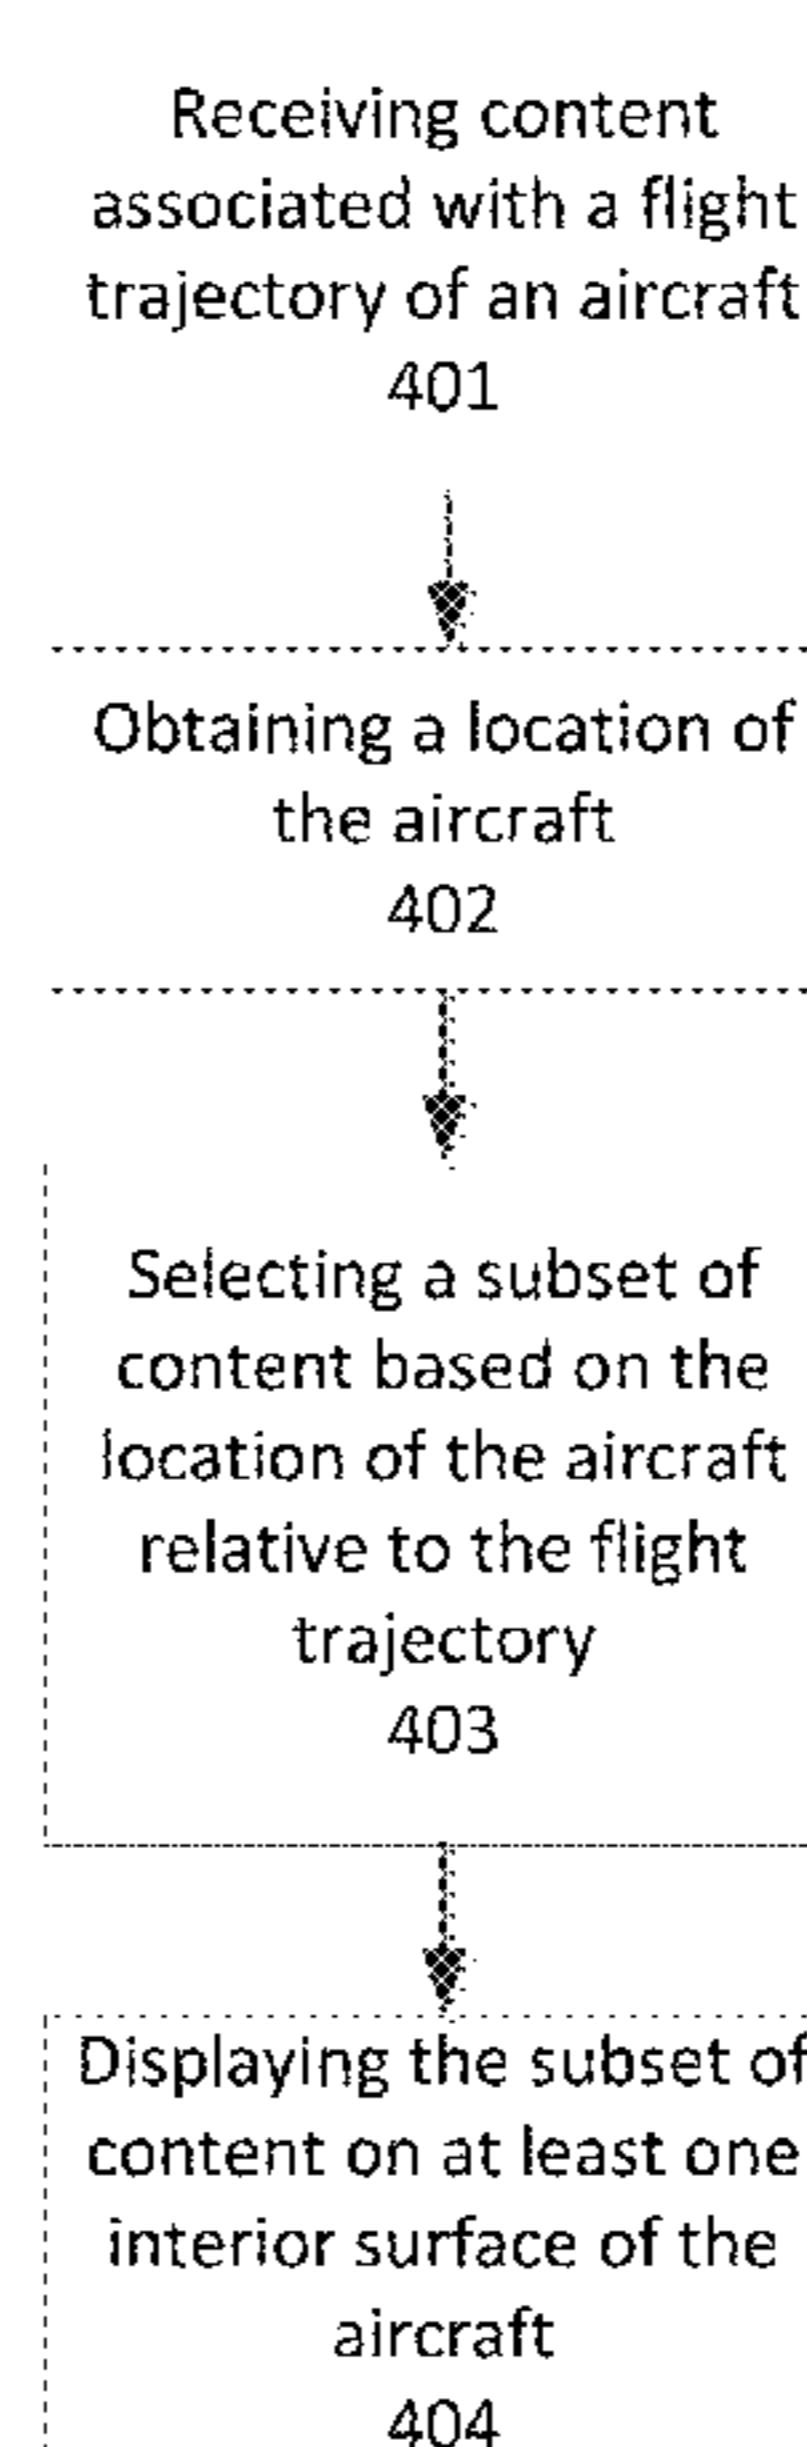 Receiving content
associated with a flight
trajectory of an aircraft
401
Obtaining a location of
the aircraft
402
Selecting a subset of
content based on the
location of the aircraft
relative to the flight
trajectory
403
Displaying the subset of
content on at least one
interior surface of the
aircraft
404